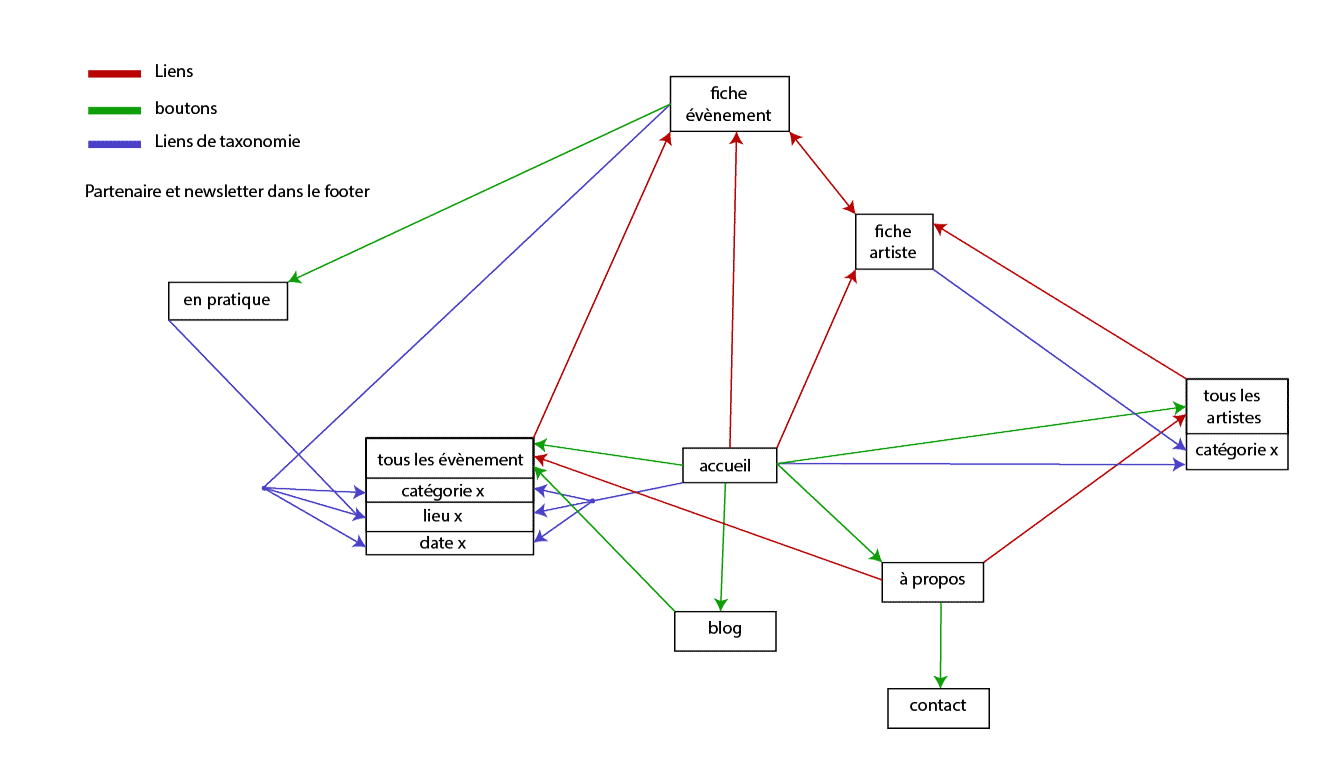 Liens
boutons
Liens de taxonomie
Partenaire et newsletter dans le footer
fiche
évènement
fiche
artiste
en pratique
tous les
artistes
catégorie x
tous les évènement
catégorie x
lieu x
date x
accueil
à propos
blog
contact